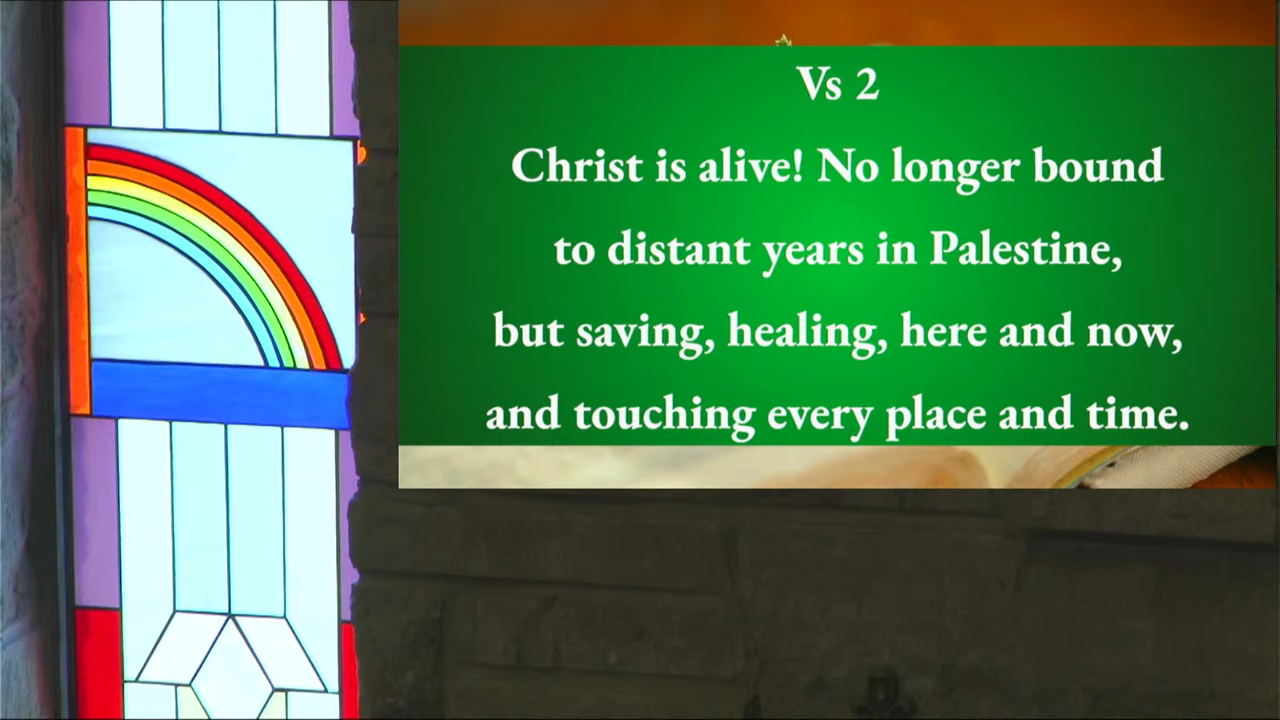 Vs 2
Christ is alive! No longer bound
to distant years in Palestine,
but saving, healing, here and now,
and touching every place and time.